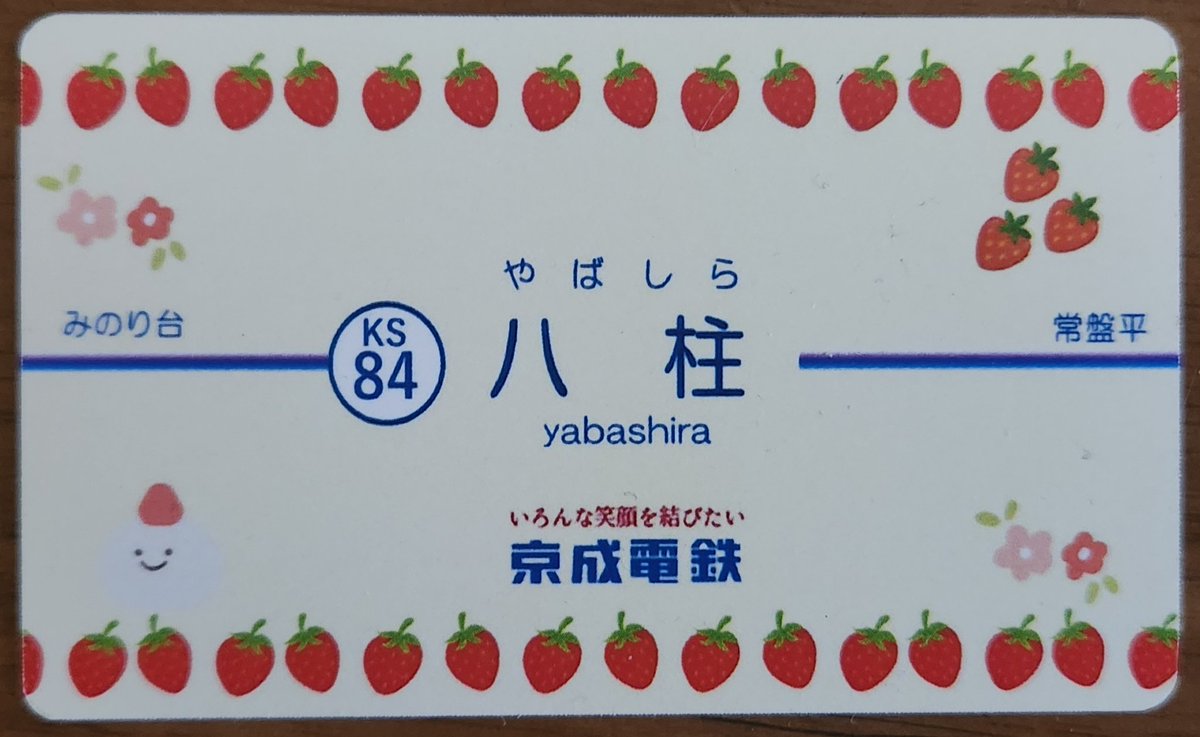 やばしら
みのり台
KS
84
八柱
常盤平
yabashira
いろんな笑顔を結びたい
京成電鉄